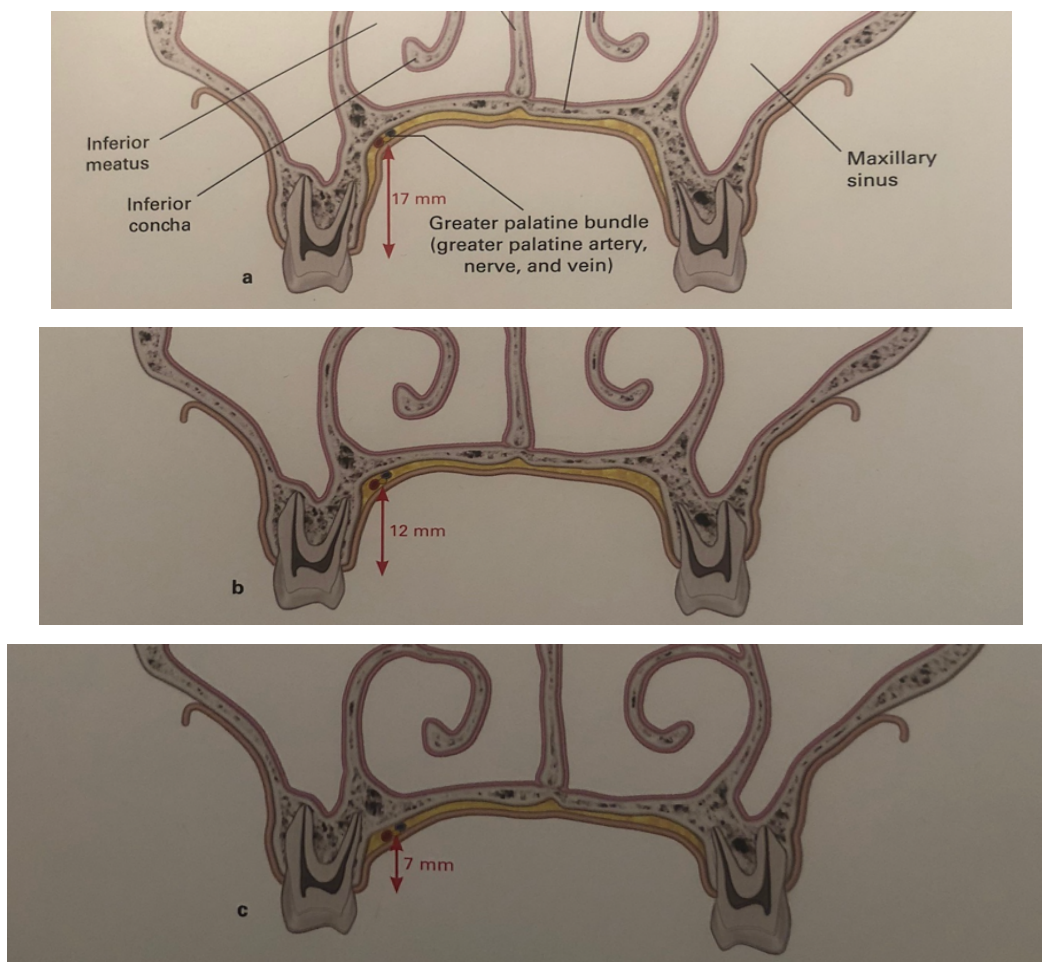 Inferior
meatus
Inferior
concha
17 mm
Greater palatine bundle
(greater palatine artery,
nerve, and vein)
Maxillary
sinus
a
12 mm
b
7 mm
c